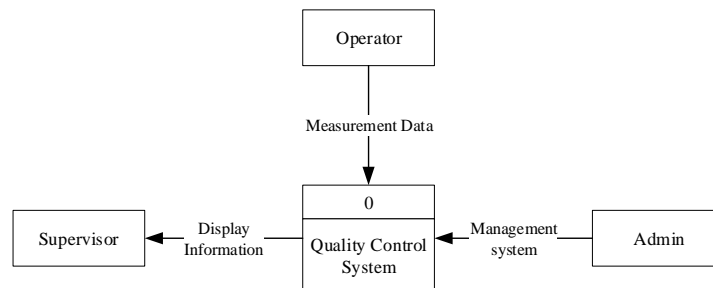 Operator
Measurement Data
0
Supervisor
Display
Information
Quality Control
System
Management
system
Admin